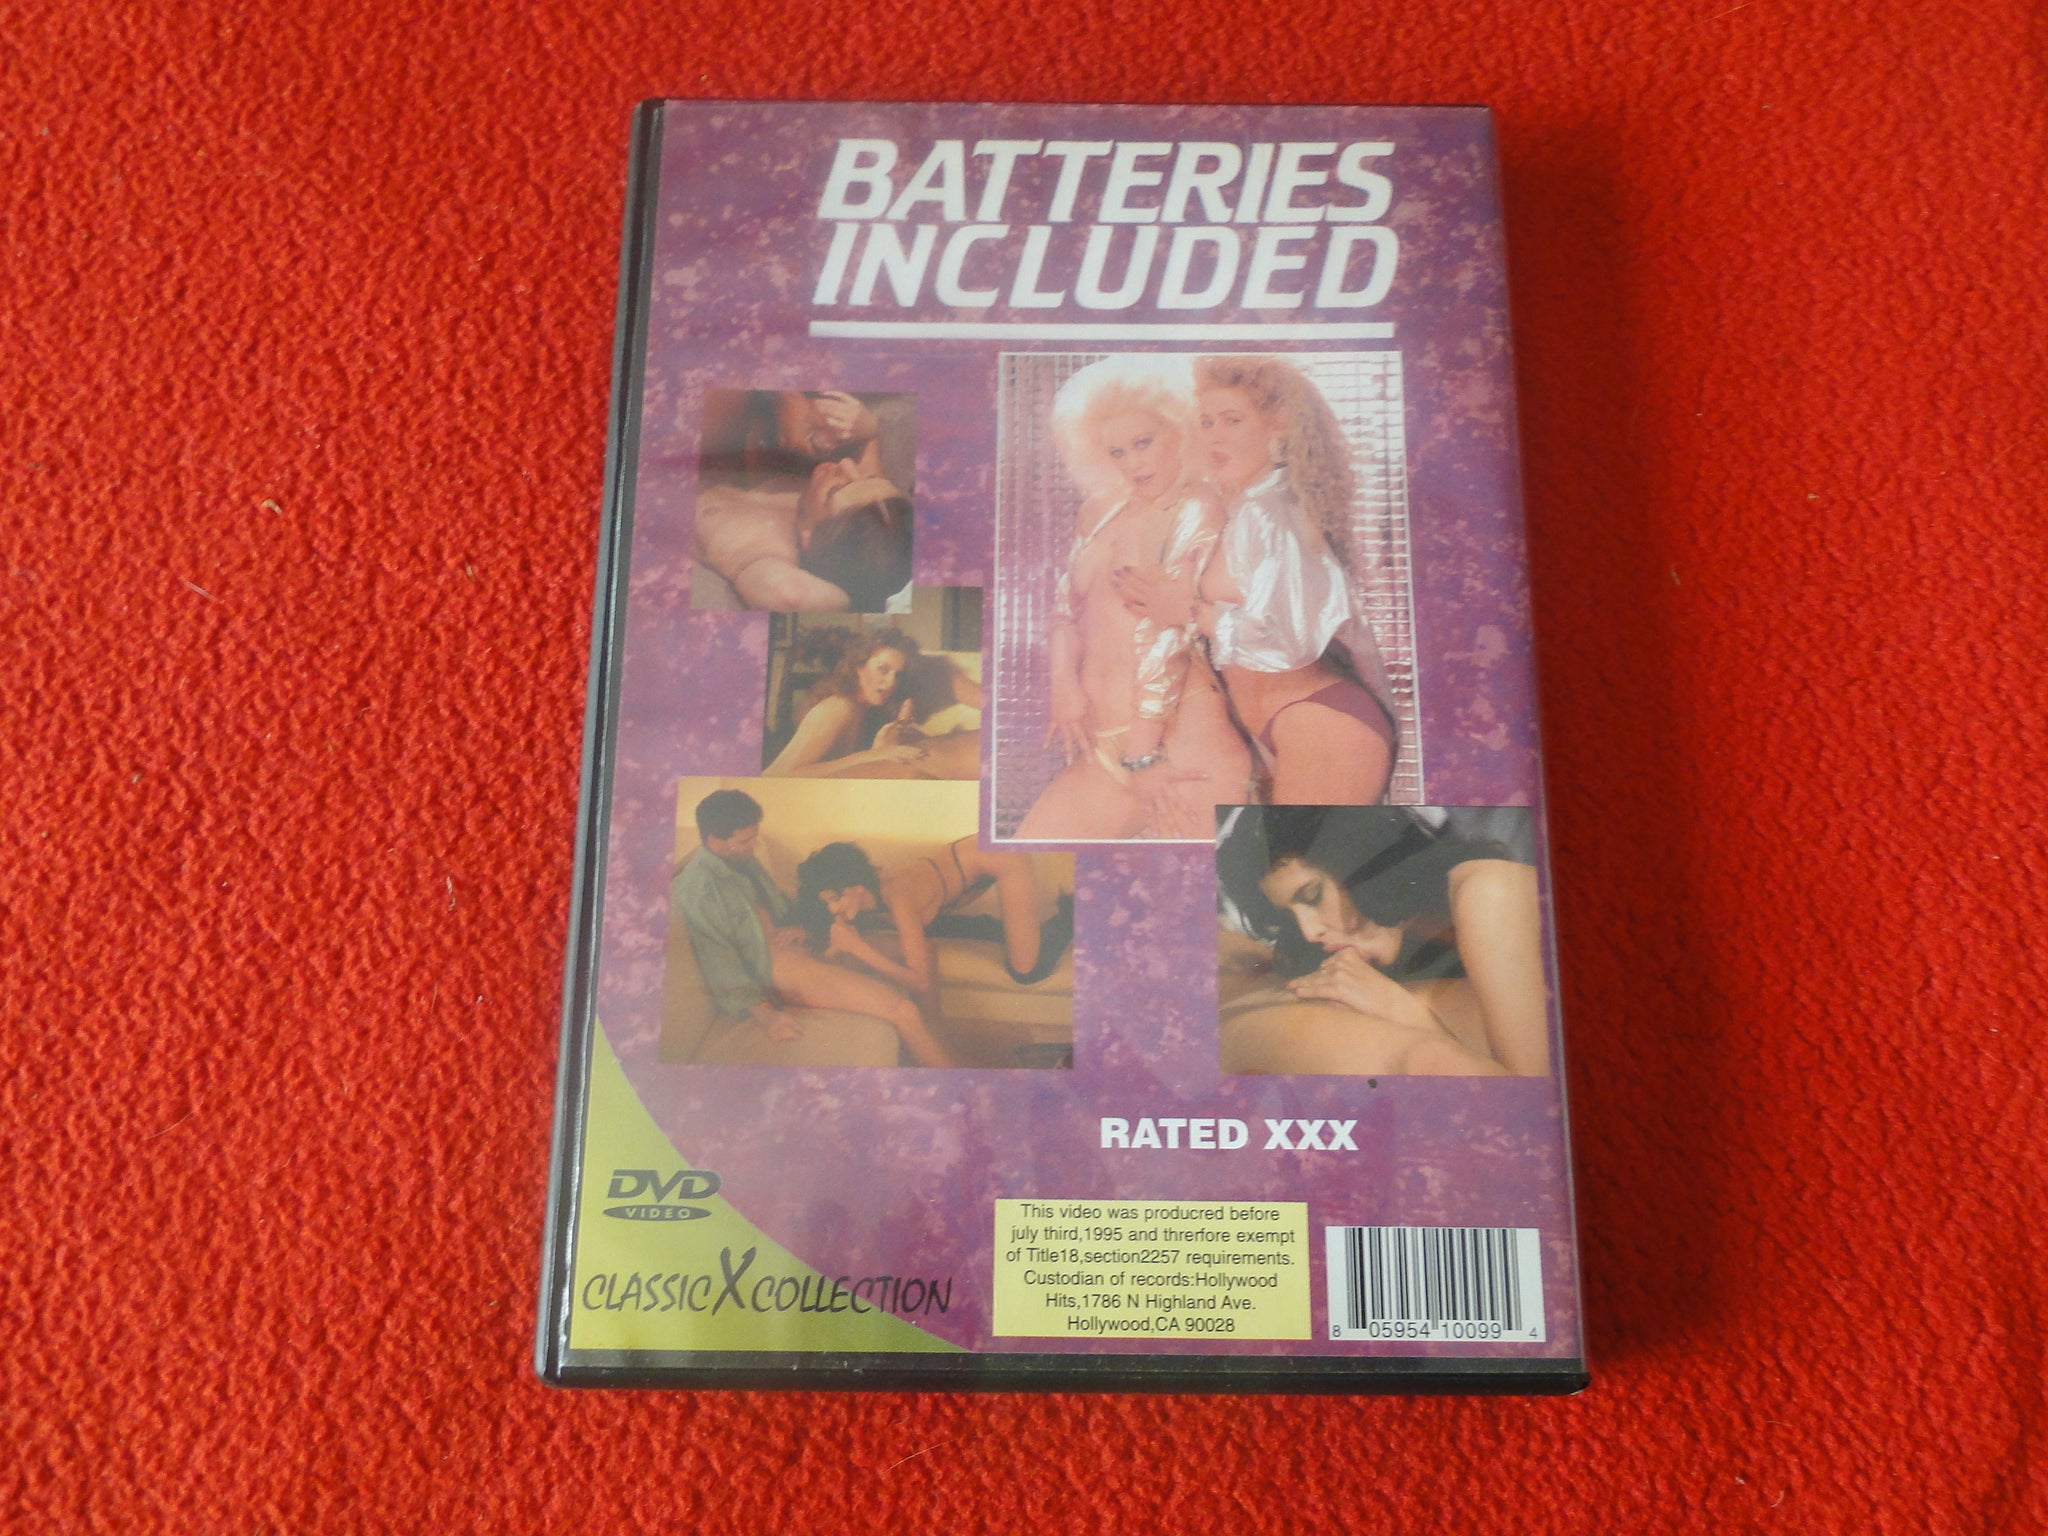 BATTERIES
INCLUDED
RATED XXX
DVD
VIDEO
CLASSIC X COLLECTION
This video was producred before
july third,1995 and threrfore exempt
of Title18,section2257 requirements.
Custodian of records:Hollywood
Hits,1786 N Highland Ave.
Hollywood,CA 90028
8 05954 10099 4